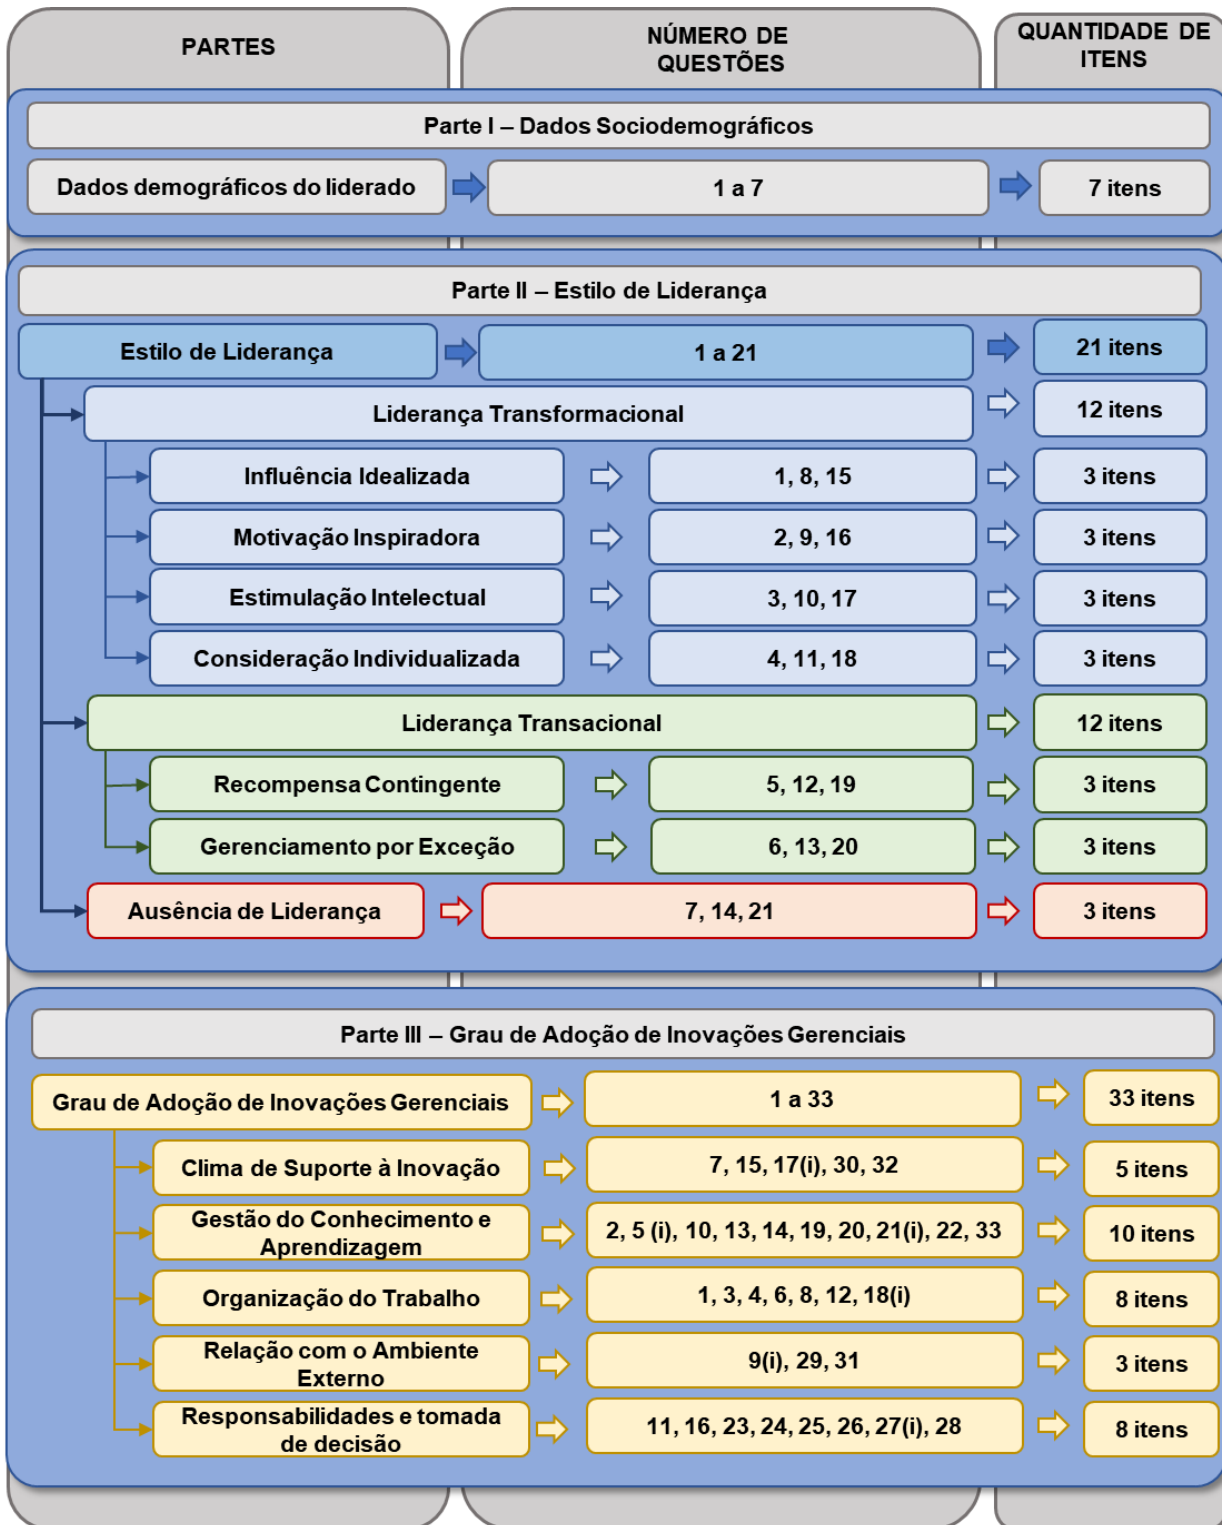 PARTES
NÚMERO DE
QUESTÕES
QUANTIDADE DE
ITENS
Parte I – Dados Sociodemográficos
Dados demográficos do liderado
1 a 7
7 itens
Parte II – Estilo de Liderança
Estilo de Liderança
1 a 21
21 itens
Liderança Transformacional
12 itens
Influência Idealizada
1, 8, 15
3 itens
Motivação Inspiradora
2, 9, 16
3 itens
Estimulação Intelectual
3, 10, 17
3 itens
Consideração Individualizada
4, 11, 18
3 itens
Liderança Transacional
12 itens
Recompensa Contingente
5, 12, 19
3 itens
Gerenciamento por Exceção
6, 13, 20
3 itens
Ausência de Liderança
7, 14, 21
3 itens
Parte III – Grau de Adoção de Inovações Gerenciais
Grau de Adoção de Inovações Gerenciais
1 a 33
33 itens
Clima de Suporte à Inovação
7, 15, 17(i), 30, 32
5 itens
Gestão do Conhecimento e
Aprendizagem
2, 5 (i), 10, 13, 14, 19, 20, 21(i), 22, 33
10 itens
Organização do Trabalho
1, 3, 4, 6, 8, 12, 18(i)
8 itens
Relação com o Ambiente
Externo
9(i), 29, 31
3 itens
Responsabilidades e tomada
de decisão
11, 16, 23, 24, 25, 26, 27(i), 28
8 itens